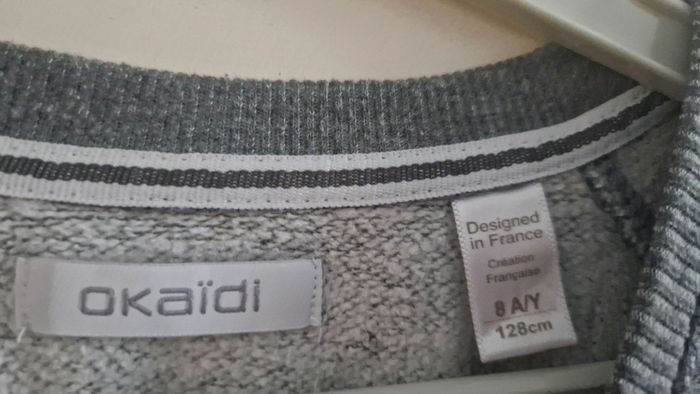 okaïdi
Designed
in France
Création
Française
8 A/Y
128cm